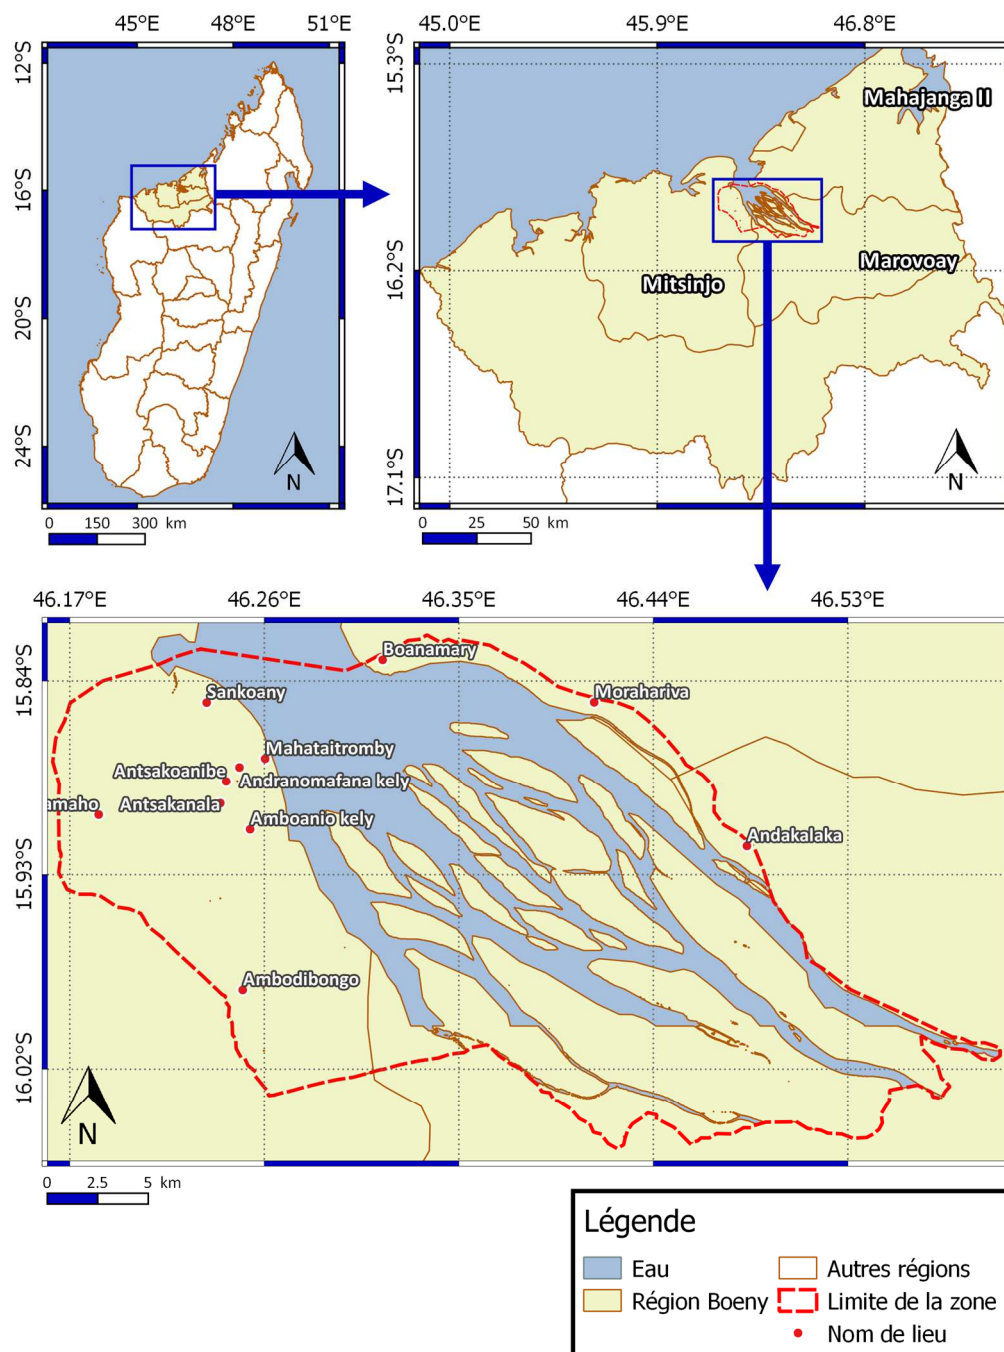 45°E 48°E 51°E
12°S
16°S
20°S
24°S
N
0 150 300 km
45.0°E 45.9°E 46.8°E
15.3°S
16.2°S
17.1°S
Mahajanga II
Marovoay
Mitsinjo
N
0 25 50 km
46.17°E 46.26°E 46.35°E 46.44°E 46.53°E
15.84°S
15.93°S
16.02°S
Boanamary
Sankoany
Morahariva
Mahataitromby
Antsakoanibe
Andranomafana kely
amaho
Antsakanala
Amboanio kely
Andakalaka
Ambodibongo
N
0 2.5 5 km
Légende
Eau
Autres régions
Région Boeny
Limite de la zone
Nom de lieu